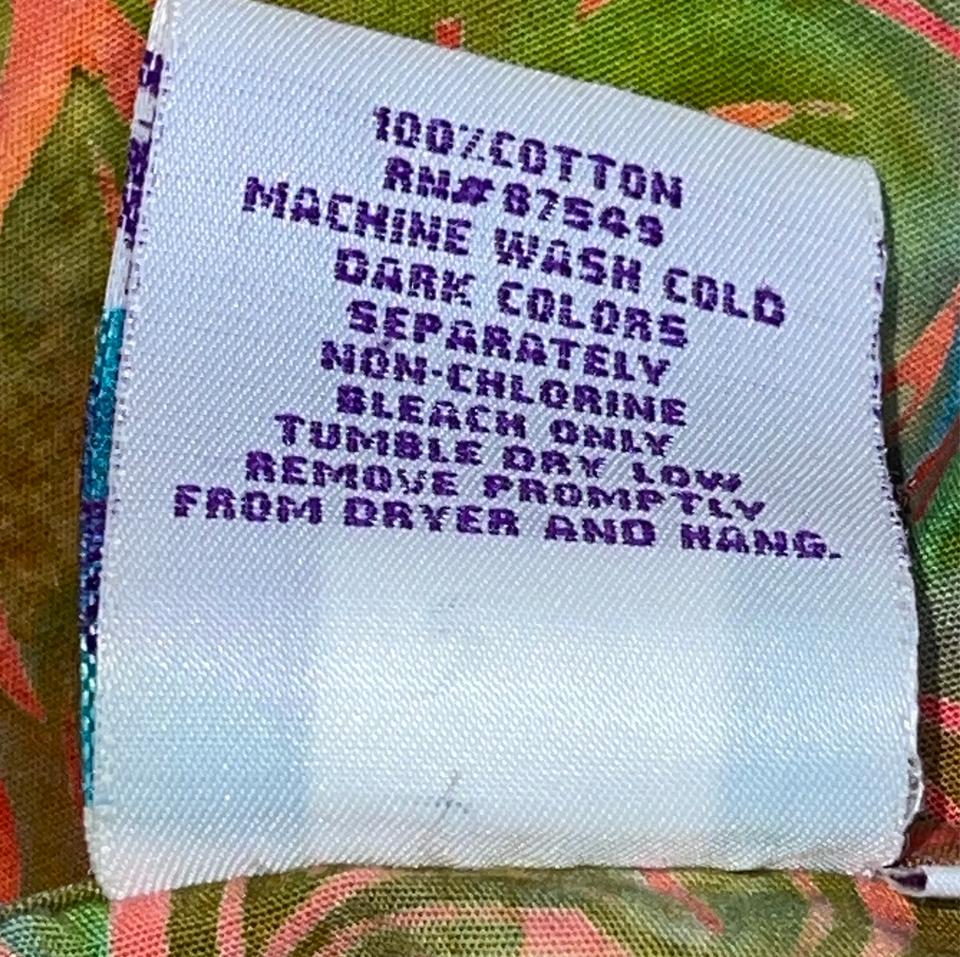 100%COTTON
RN#87549
MACHINE WASH COLD
DARK COLORS
SEPARATELY
NON-CHLORINE
BLEACH ONLY
TUMBLE DRY LOW
REMOVE PROMPTLY
FROM DRYER AND HANG.